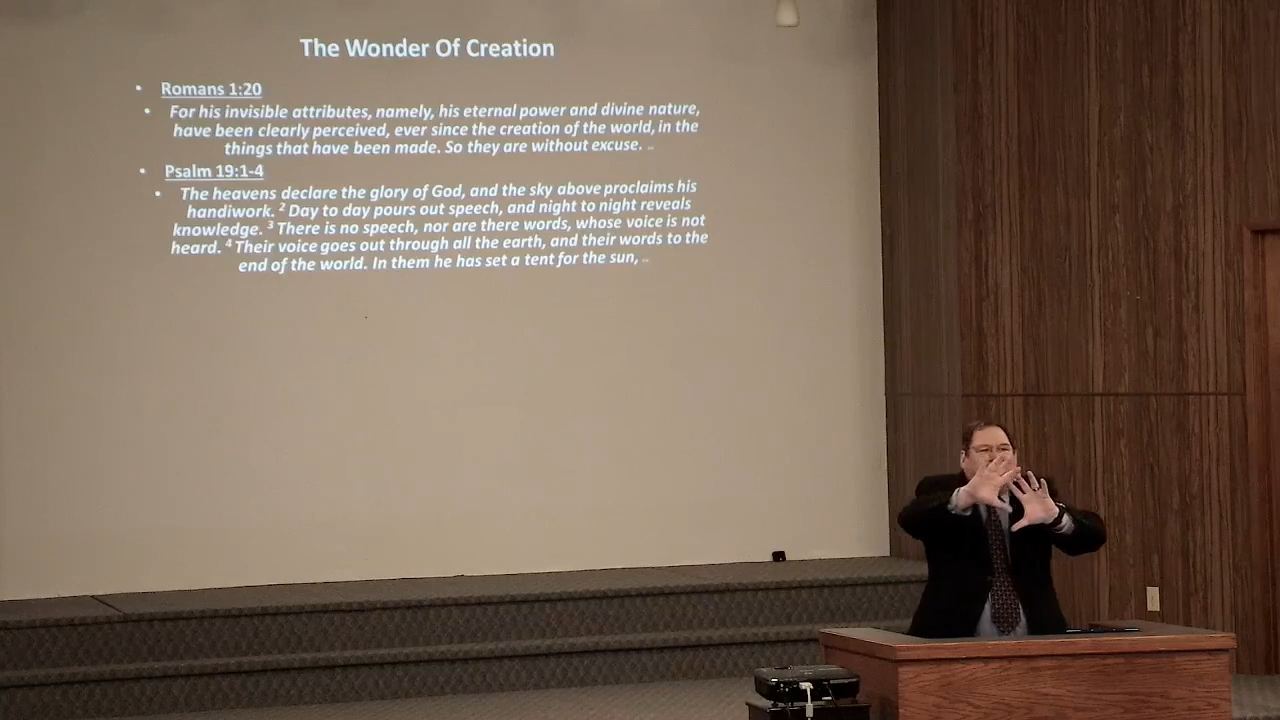 The Wonder Of Creation
• Romans 1:20
• For his invisible attributes, namely, his eternal power and divine nature,
have been clearly perceived, ever since the creation of the world, in the
things that have been made. So they are without excuse.
• Psalm 19:1-4
• The heavens declare the glory of God, and the sky above proclaims his
handiwork. ² Day to day pours out speech, and night to night reveals
knowledge. ³ There is no speech, nor are there words, whose voice is not
heard. ⁴ Their voice goes out through all the earth, and their words to the
end of the world. In them he has set a tent for the sun,